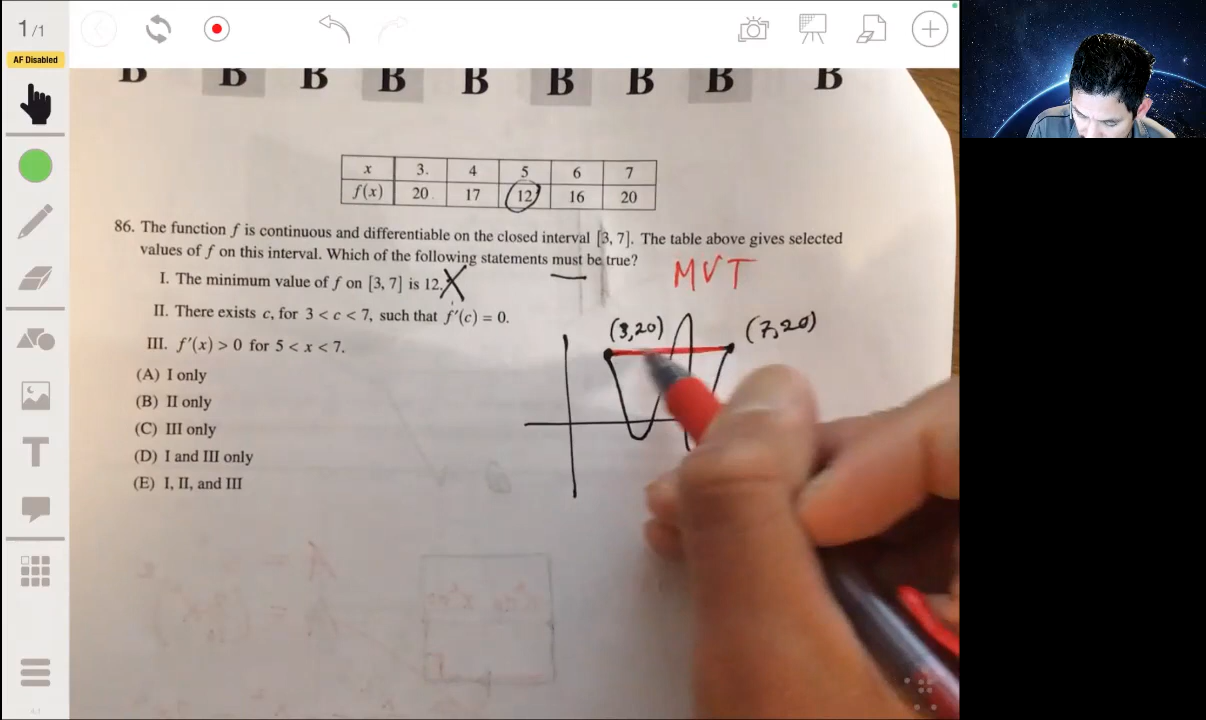 1/1
AF Disabled
B B B B B B B B B
x 3. 4 5 6 7
f(x) 20 17 12 16 20
86. The function f is continuous and differentiable on the closed interval [3, 7]. The table above gives selected
values of f on this interval. Which of the following statements must be true?
MVT
I. The minimum value of f on [3, 7] is 12.
II. There exists c, for 3 < c < 7, such that f′(c) = 0.
(3,20) (7,20)
III. f′(x) > 0 for 5 < x < 7.
(A) I only
(B) II only
(C) III only
(D) I and III only
(E) I, II, and III
T